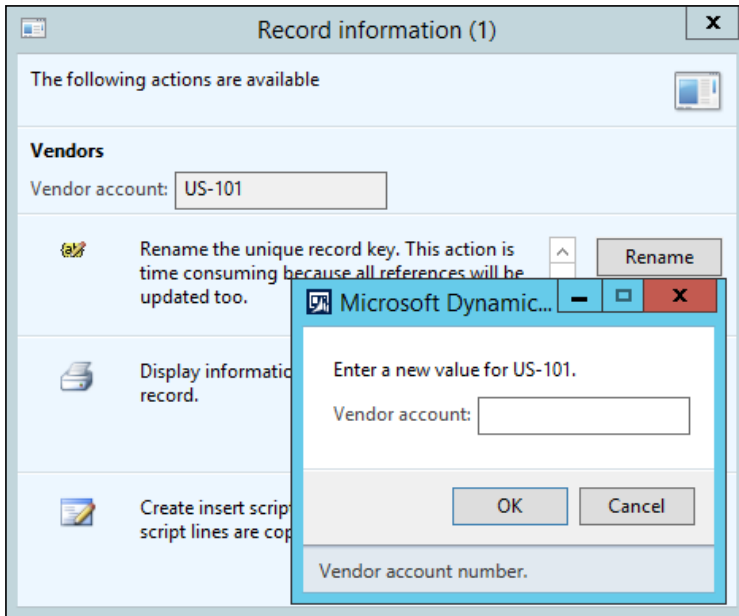 Record information (1)
x
The following actions are available
Vendors
Vendor account: US-101
Rename the unique record key. This action is
time consuming because all references will be
updated too.
Rename
Microsoft Dynamic...
x
Enter a new value for US-101.
Vendor account:
OK
Cancel
Vendor account number.
Display informatio
record.
Create insert scrip
script lines are cop